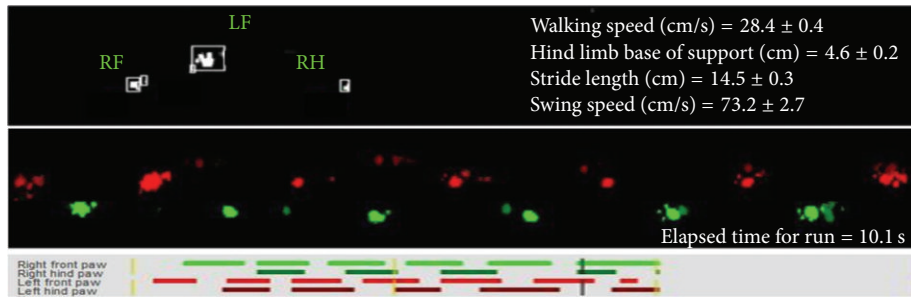 LF
RF
RH
Walking speed (cm/s) = 28.4 ± 0.4
Hind limb base of support (cm) = 4.6 ± 0.2
Stride length (cm) = 14.5 ± 0.3
Swing speed (cm/s) = 73.2 ± 2.7
Elapsed time for run = 10.1 s
Right front paw
Right hind paw
Left front paw
Left hind paw